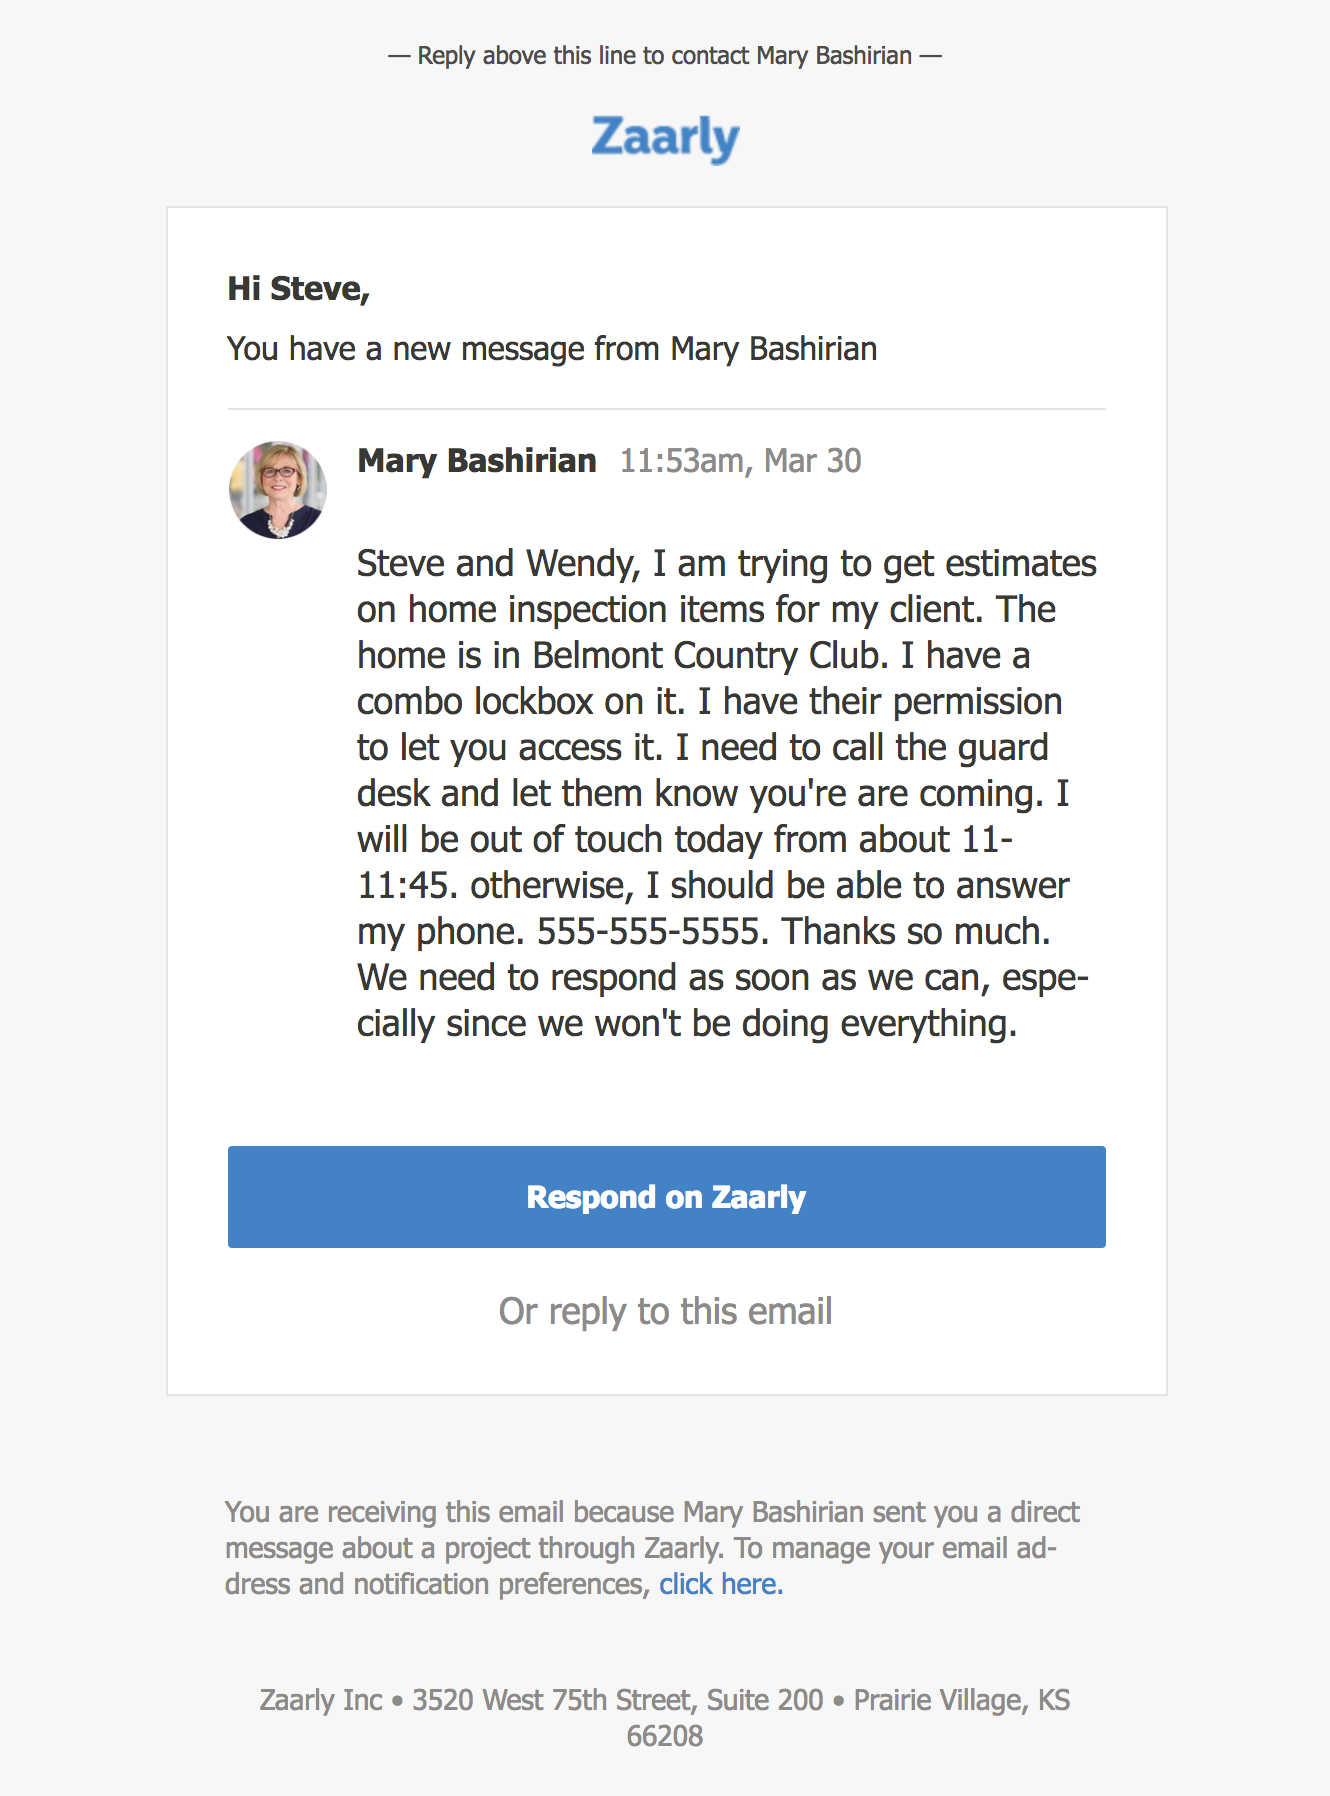 — Reply above this line to contact Mary Bashirian —
Zaarly
Hi Steve,
You have a new message from Mary Bashirian
Mary Bashirian 11:53am, Mar 30
Steve and Wendy, I am trying to get estimates
on home inspection items for my client. The
home is in Belmont Country Club. I have a
combo lockbox on it. I have their permission
to let you access it. I need to call the guard
desk and let them know you're are coming. I
will be out of touch today from about 11-
11:45. otherwise, I should be able to answer
my phone. 555-555-5555. Thanks so much.
We need to respond as soon as we can, espe-
cially since we won't be doing everything.
Respond on Zaarly
Or reply to this email
You are receiving this email because Mary Bashirian sent you a direct
message about a project through Zaarly. To manage your email ad-
dress and notification preferences, click here.
Zaarly Inc • 3520 West 75th Street, Suite 200 • Prairie Village, KS
66208